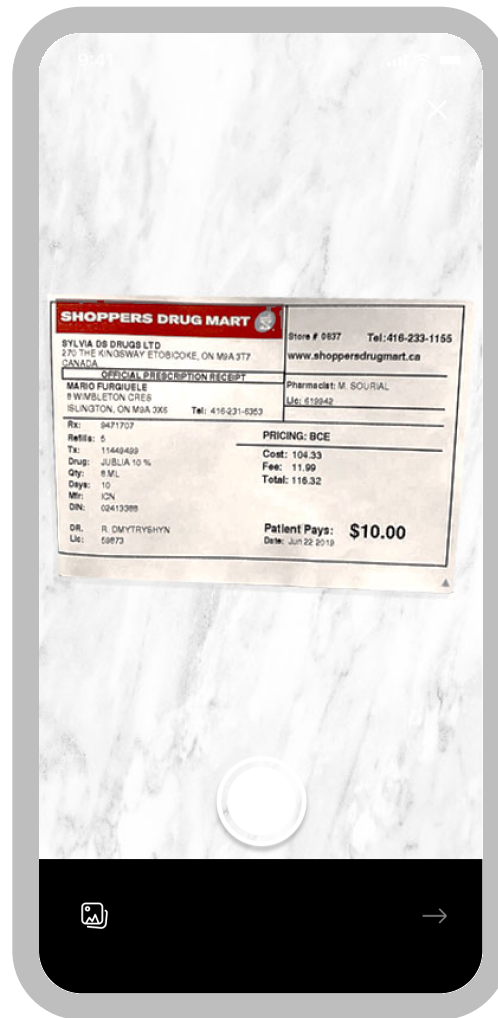 9:41
SHOPPERS DRUG MART
SYLVIA DS DRUGS LTD
270 THE KINGSWAY ETOBICOKE, ON M9A3T7
CANADA
Store # 0837 Tel:416-233-1155
www.shoppersdrugmart.ca
OFFICIAL PRESCRIPTION RECEIPT
MARIO FURGIUELE
8 WIMBLETON CRES
ISLINGTON, ON M9A 3X6 Tel: 416-231-6353
Pharmacist: M. SOURIAL
Lic: 619942
Rx: 9471707
Refills: 5
Tx: 11449499
Drug: JUBLIA 10 %
Qty: 8 ML
Days: 10
Mfr: ICN
DIN: 02413388
PRICING: BCE
Cost: 104.33
Fee: 11.99
Total: 116.32
DR. R. DMYTRYSHYN
Lic: 59873
Patient Pays: $10.00
Date: Jun 22 2019